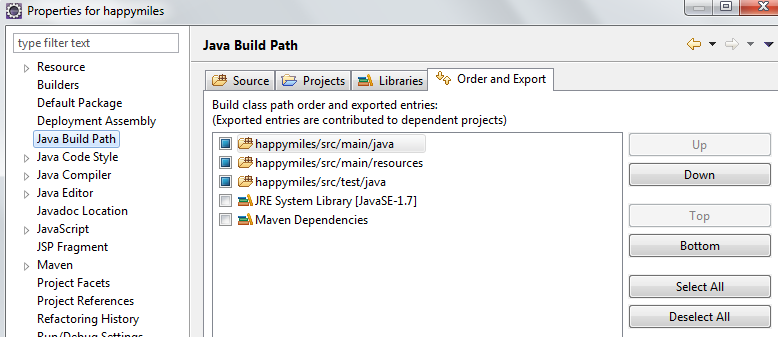 Properties for happymiles
type filter text
Resource
Builders
Default Package
Deployment Assembly
Java Build Path
Java Code Style
Java Compiler
Java Editor
Javadoc Location
JavaScript
JSP Fragment
Maven
Project Facets
Project References
Refactoring History
Run/Debug Settings
Java Build Path
Source Projects Libraries Order and Export
Build class path order and exported entries:
(Exported entries are contributed to dependent projects)
happymiles/src/main/java
happymiles/src/main/resources
happymiles/src/test/java
JRE System Library [JavaSE-1.7]
Maven Dependencies
Up
Down
Top
Bottom
Select All
Deselect All